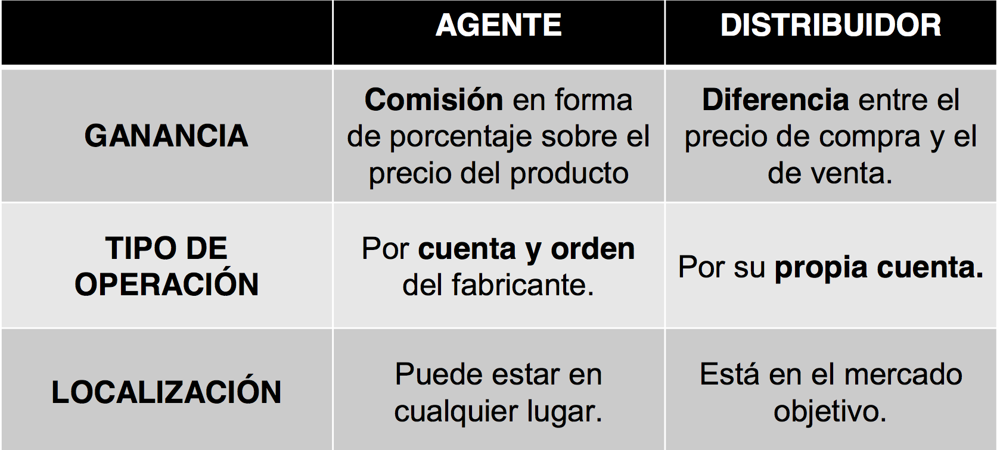 AGENTE
DISTRIBUIDOR
GANANCIA
Comisión en forma
de porcentaje sobre el
precio del producto
Diferencia entre el
precio de compra y el
de venta.
TIPO DE
OPERACIÓN
Por cuenta y orden
del fabricante.
Por su propia cuenta.
LOCALIZACIÓN
Puede estar en
cualquier lugar.
Está en el mercado
objetivo.